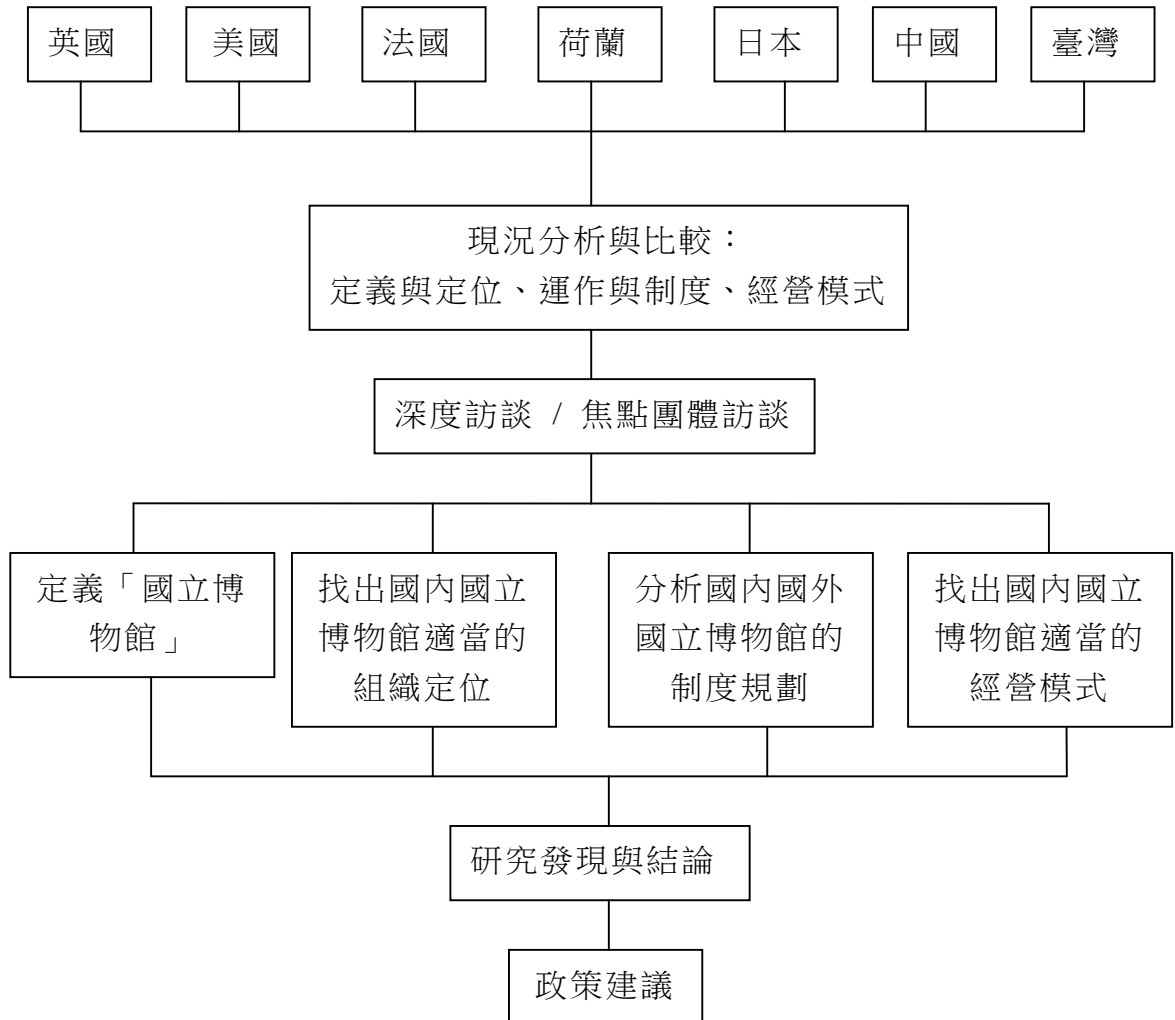 英國
美國
法國
荷蘭
日本
中國
臺灣
現況分析與比較：
定義與定位、運作與制度、經營模式
深度訪談 / 焦點團體訪談
定義「國立博
物館」
找出國內國立
博物館適當的
組織定位
分析國內國外
國立博物館的
制度規劃
找出國內國立
博物館適當的
經營模式
研究發現與結論
政策建議